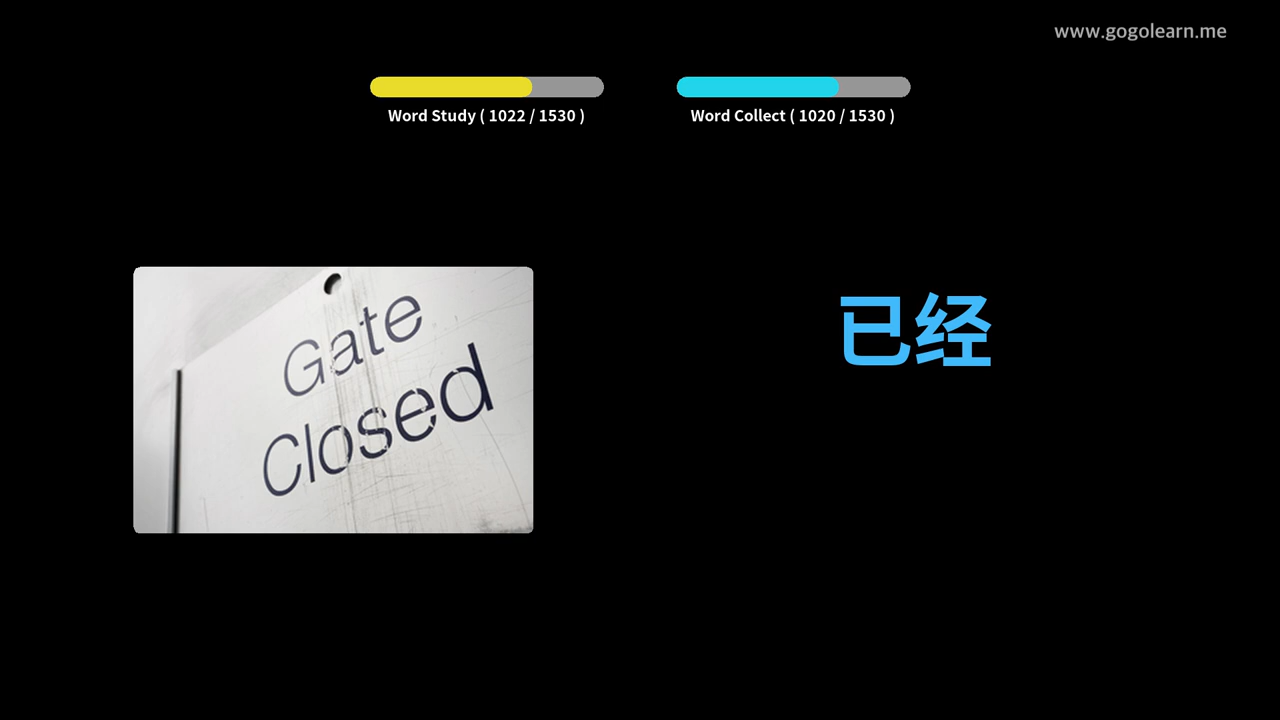 www.gogolearn.me
Word Study ( 1022 / 1530 )
Word Collect ( 1020 / 1530 )
Gate
Closed
已经